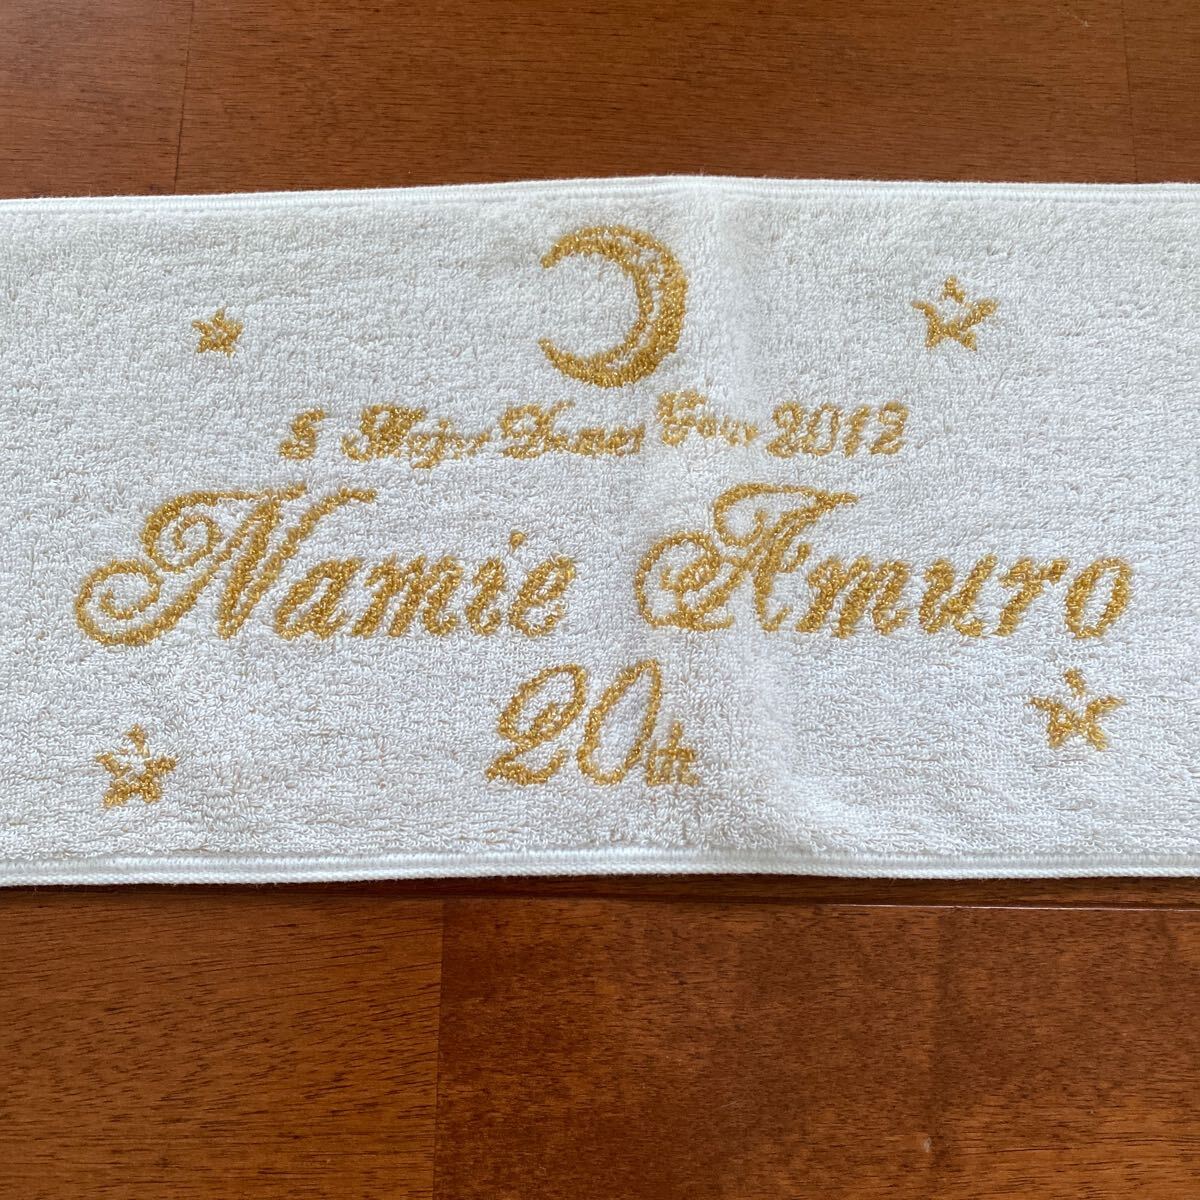 5 Major Domes Tour 2012
Namie Amuro
20th